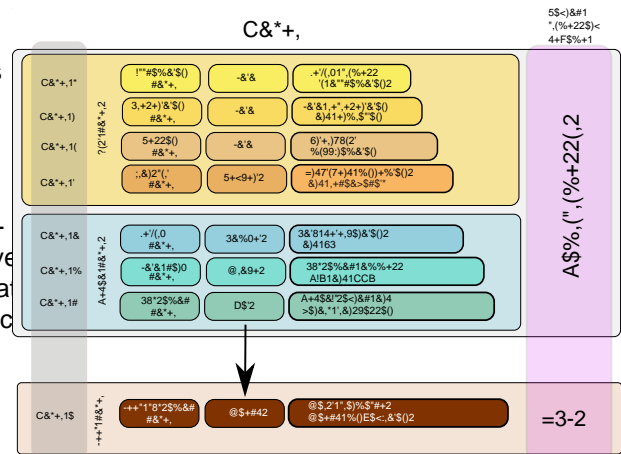 C&*+,
5$<)&#1
",(%+22$)<
4+F$%+1
C&*+,1"
?(2'1#&*+,2
!""#$%&'$()
#&*+,
-&'&
.+'/(,01",(%+22
'(1&""#$%&'$()2
C&*+,1)
3,+2+)'&'$()
#&*+,
-&'&
-&'&1,+",+2+)'&'$()
&)41+)%,$"'$()
C&*+,1(
5+22$()
#&*+,
-&'&
6)'+,)78(2'
%(99:)$%&'$()
C&*+,1'
;,&)2"(,'
#&*+,
5+<9+)'2
=)47'(7+)41%())+%'$()2
&)41,+#$&>$#$'*
A$%,(",(%+22(,2
C&*+,1&
A+4$&1#&*+,2
.+'/(,0
#&*+,
3&%0+'2
3&'814+'+,9$)&'$()2
&)4163
C&*+,1%
-&'&1#$)0
#&*+,
@,&9+2
38*2$%&#1&%%+22
A!B1&)41CCB
C&*+,1#
38*2$%&#
#&*+,
D$'2
A+4$&!"2$<)&#1&)4
>$)&,*1',&)29$22$()
C&*+,1$
-++"1#&*+,
-++"1"8*2$%&#
#&*+,
@$+#42
@$,2'1",$)%$"#+2
@$+#41%()E$<:,&'$()2
=3-2